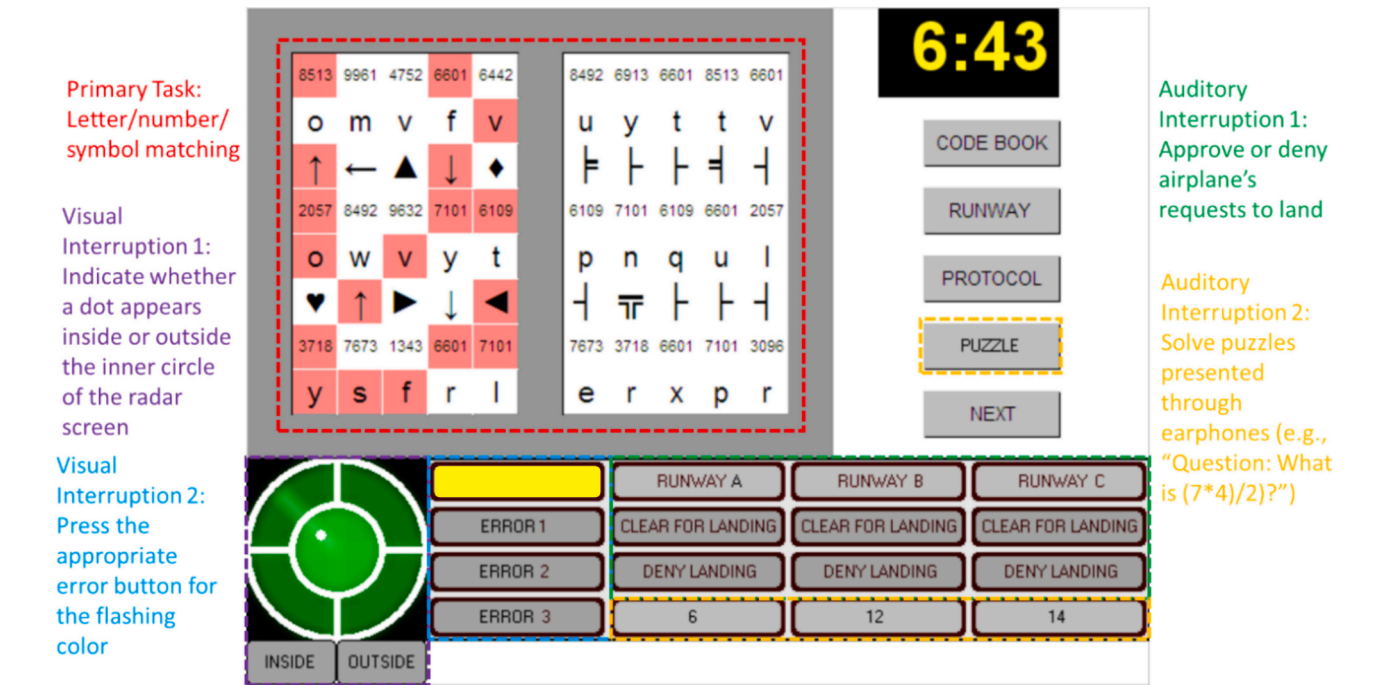 Primary Task:
Letter/number/
symbol matching
Visual
Interruption 1:
Indicate whether
a dot appears
inside or outside
the inner circle
of the radar
screen
Visual
Interruption 2:
Press the
appropriate
error button for
the flashing
color
8513 9961 4752 6601 6442
o m v f v
↑ ← ▲ ↓ ♦
2057 8492 9632 7101 6109
o w v y t
♥ ↑ ► ↓ ◄
3718 7673 1343 6601 7101
y s f r l
8492 6913 6601 8513 6601
u y t t v
╞ ├ ├ ╡ ┤
6109 7101 6109 6601 2057
p n q u l
┤ ╥ ├ ├ ┤
7673 3718 6601 7101 3096
e r x p r
6:43
CODE BOOK
RUNWAY
PROTOCOL
PUZZLE
NEXT
Auditory
Interruption 1:
Approve or deny
airplane's
requests to land
Auditory
Interruption 2:
Solve puzzles
presented
through
earphones (e.g.,
“Question: What
is (7*4)/2)?”)
RUNWAY A RUNWAY B RUNWAY C
ERROR 1 CLEAR FOR LANDING CLEAR FOR LANDING CLEAR FOR LANDING
ERROR 2 DENY LANDING DENY LANDING DENY LANDING
ERROR 3 6 12 14
INSIDE OUTSIDE